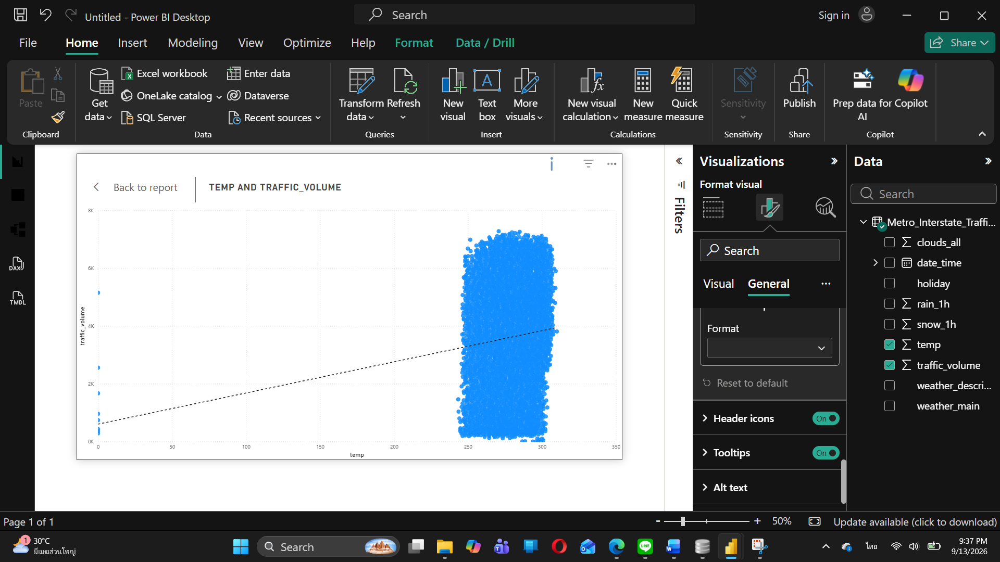 Untitled - Power BI Desktop
Search
Sign in
File
Home
Insert
Modeling
View
Optimize
Help
Format
Data / Drill
Share
Paste
Clipboard
Get data
Excel workbook
OneLake catalog
SQL Server
Enter data
Dataverse
Recent sources
Data
Transform data
Refresh
Queries
New visual
Text box
More visuals
Insert
New visual calculation
New measure
Quick measure
Calculations
Sensitivity
Sensitivity
Publish
Share
Prep data for AI
Copilot
Copilot
DAX
TMDL
Back to report
TEMP AND TRAFFIC_VOLUME
8K
6K
4K
2K
0K
traffic_volume
0
50
100
150
200
250
300
350
temp
Filters
Visualizations
Format visual
Search
Visual
General
Format
Reset to default
Header icons
On
Tooltips
On
Alt text
Data
Search
Metro_Interstate_Traffi...
clouds_all
date_time
holiday
rain_1h
snow_1h
temp
traffic_volume
weather_descri...
weather_main
Page 1 of 1
- + 50%
Update available (click to download)
1
30°C
มีเมฆส่วนใหญ่
Search
LINE
ไทย
9:37 PM
9/13/2026